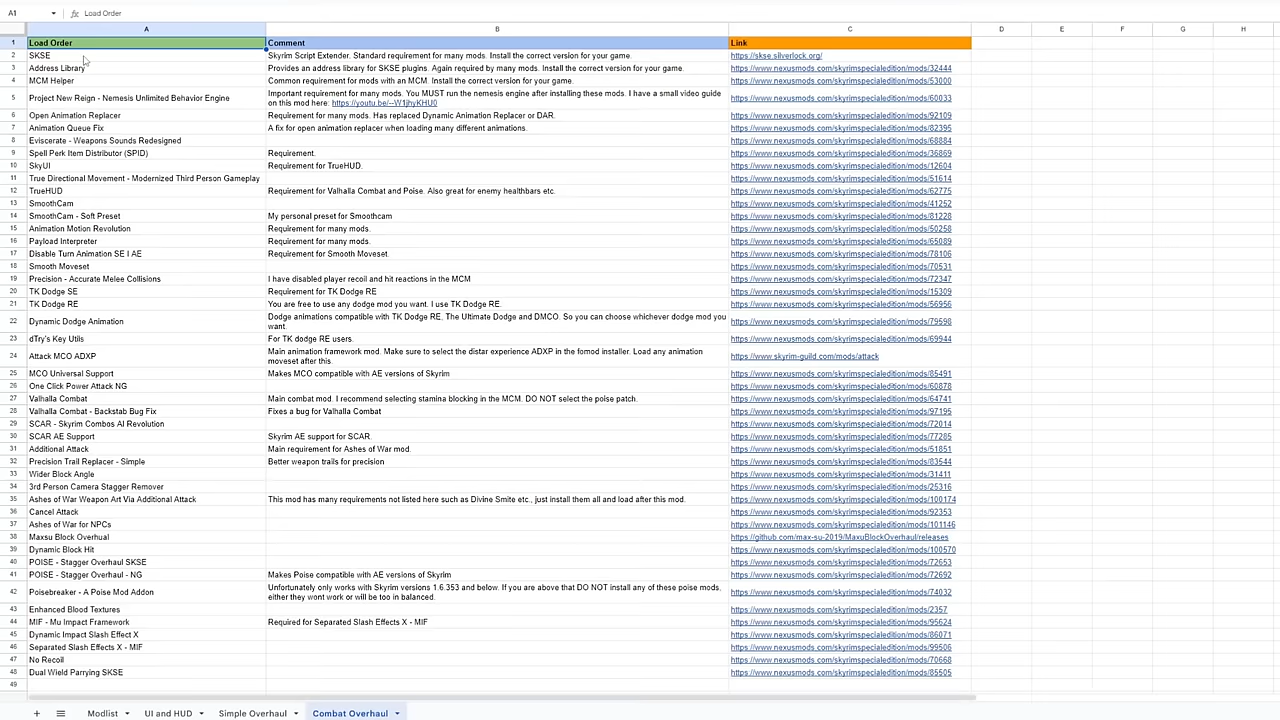 A1 fx Load Order
A B C D E F G H
1 Load Order Comment Link
2 SKSE Skyrim Script Extender. Standard requirement for many mods. Install the correct version for your game. https://skse.silverlock.org/
3 Address Library Provides an address library for SKSE plugins. Again required by many mods. Install the correct version for your game. https://www.nexusmods.com/skyrimspecialedition/mods/32444
4 MCM Helper Common requirement for mods with an MCM. Install the correct version for your game. https://www.nexusmods.com/skyrimspecialedition/mods/53000
5 Project New Reign - Nemesis Unlimited Behavior Engine Important requirement for many mods. You MUST run the nemesis engine after installing these mods. I have a small video guide https://www.nexusmods.com/skyrimspecialedition/mods/60033
on this mod here: https://youtu.be/--W1jhyKHU0
6 Open Animation Replacer Requirement for many mods. Has replaced Dynamic Animation Replacer or DAR. https://www.nexusmods.com/skyrimspecialedition/mods/92109
7 Animation Queue Fix A fix for open animation replacer when loading many different animations. https://www.nexusmods.com/skyrimspecialedition/mods/82395
8 Eviscerate - Weapons Sounds Redesigned https://www.nexusmods.com/skyrimspecialedition/mods/68884
9 Spell Perk Item Distributor (SPID) Requirement. https://www.nexusmods.com/skyrimspecialedition/mods/36869
10 SkyUI Requirement for TrueHUD. https://www.nexusmods.com/skyrimspecialedition/mods/12604
11 True Directional Movement - Modernized Third Person Gameplay https://www.nexusmods.com/skyrimspecialedition/mods/51614
12 TrueHUD Requirement for Valhalla Combat and Poise. Also great for enemy healthbars etc. https://www.nexusmods.com/skyrimspecialedition/mods/62775
13 SmoothCam https://www.nexusmods.com/skyrimspecialedition/mods/41252
14 SmoothCam - Soft Preset My personal preset for Smoothcam https://www.nexusmods.com/skyrimspecialedition/mods/81228
15 Animation Motion Revolution Requirement for many mods. https://www.nexusmods.com/skyrimspecialedition/mods/50258
16 Payload Interpreter Requirement for many mods. https://www.nexusmods.com/skyrimspecialedition/mods/65089
17 Disable Turn Animation SE I AE Requirement for Smooth Moveset. https://www.nexusmods.com/skyrimspecialedition/mods/78106
18 Smooth Moveset https://www.nexusmods.com/skyrimspecialedition/mods/70531
19 Precision - Accurate Melee Collisions I have disabled player recoil and hit reactions in the MCM https://www.nexusmods.com/skyrimspecialedition/mods/72347
20 TK Dodge SE Requirement for TK Dodge RE https://www.nexusmods.com/skyrimspecialedition/mods/15309
21 TK Dodge RE You are free to use any dodge mod you want. I use TK Dodge RE. https://www.nexusmods.com/skyrimspecialedition/mods/56956
22 Dynamic Dodge Animation Dodge animations compatible with TK Dodge RE, The Ultimate Dodge and DMCO. So you can choose whichever dodge mod you https://www.nexusmods.com/skyrimspecialedition/mods/79598
want.
23 dTry's Key Utils For TK dodge RE users. https://www.nexusmods.com/skyrimspecialedition/mods/69944
24 Attack MCO ADXP Main animation framework mod. Make sure to select the distar experience ADXP in the fomod installer. Load any animation https://www.skyrim-guild.com/mods/attack
moveset after this.
25 MCO Universal Support Makes MCO compatible with AE versions of Skyrim https://www.nexusmods.com/skyrimspecialedition/mods/85491
26 One Click Power Attack NG https://www.nexusmods.com/skyrimspecialedition/mods/60878
27 Valhalla Combat Main combat mod. I recommend selecting stamina blocking in the MCM. DO NOT select the poise patch. https://www.nexusmods.com/skyrimspecialedition/mods/64741
28 Valhalla Combat - Backstab Bug Fix Fixes a bug for Valhalla Combat https://www.nexusmods.com/skyrimspecialedition/mods/97195
29 SCAR - Skyrim Combos AI Revolution https://www.nexusmods.com/skyrimspecialedition/mods/72014
30 SCAR AE Support Skyrim AE support for SCAR. https://www.nexusmods.com/skyrimspecialedition/mods/77285
31 Additional Attack Main requirement for Ashes of War mod. https://www.nexusmods.com/skyrimspecialedition/mods/51851
32 Precision Trail Replacer - Simple Better weapon trails for precision https://www.nexusmods.com/skyrimspecialedition/mods/83544
33 Wider Block Angle https://www.nexusmods.com/skyrimspecialedition/mods/31411
34 3rd Person Camera Stagger Remover https://www.nexusmods.com/skyrimspecialedition/mods/25316
35 Ashes of War Weapon Art Via Additional Attack This mod has many requirements not listed here such as Divine Smite etc., just install them all and load after this mod. https://www.nexusmods.com/skyrimspecialedition/mods/100174
36 Cancel Attack https://www.nexusmods.com/skyrimspecialedition/mods/92353
37 Ashes of War for NPCs https://www.nexusmods.com/skyrimspecialedition/mods/101146
38 Maxsu Block Overhual https://github.com/max-su-2019/MaxuBlockOverhaul/releases
39 Dynamic Block Hit https://www.nexusmods.com/skyrimspecialedition/mods/100570
40 POISE - Stagger Overhaul SKSE https://www.nexusmods.com/skyrimspecialedition/mods/72653
41 POISE - Stagger Overhaul - NG Makes Poise compatible with AE versions of Skyrim https://www.nexusmods.com/skyrimspecialedition/mods/72692
42 Poisebreaker - A Poise Mod Addon Unfortunately only works with Skyrim versions 1.6.353 and below. If you are above that DO NOT install any of these poise mods, https://www.nexusmods.com/skyrimspecialedition/mods/74032
either they wont work or will be too in balanced.
43 Enhanced Blood Textures https://www.nexusmods.com/skyrimspecialedition/mods/2357
44 MIF - Mu Impact Framework Required for Separated Slash Effects X - MIF https://www.nexusmods.com/skyrimspecialedition/mods/95624
45 Dynamic Impact Slash Effect X https://www.nexusmods.com/skyrimspecialedition/mods/86071
46 Separated Slash Effects X - MIF https://www.nexusmods.com/skyrimspecialedition/mods/99506
47 No Recoil https://www.nexusmods.com/skyrimspecialedition/mods/70668
48 Dual Wield Parrying SKSE https://www.nexusmods.com/skyrimspecialedition/mods/85505
49
Modlist UI and HUD Simple Overhaul Combat Overhaul